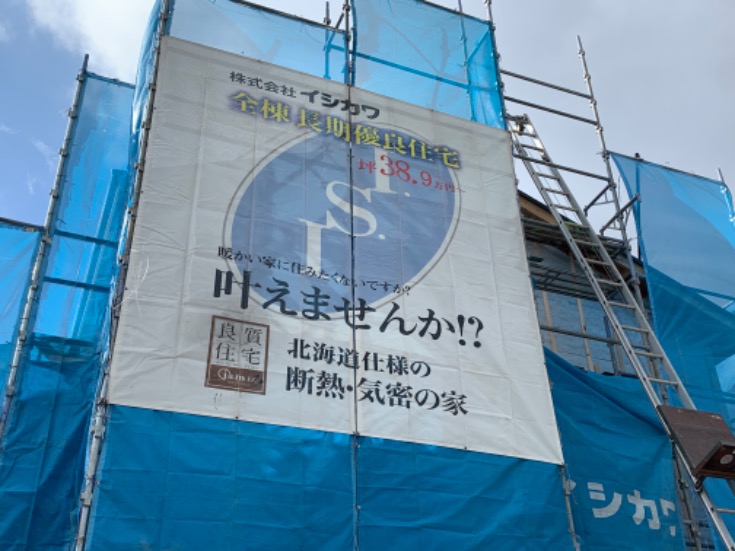 株式会社 イシカワ
全棟 長期優良住宅
坪 38.9万円~
I.S.I.
暖かい家に住みたくないですか?
叶えませんか!?
良質
住宅
北海道仕様の
断熱・気密の家
イシカワ